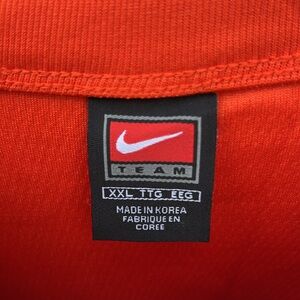 TEAM
XXL TTG EEG
MADE IN KOREA
FABRIQUE EN
COREE